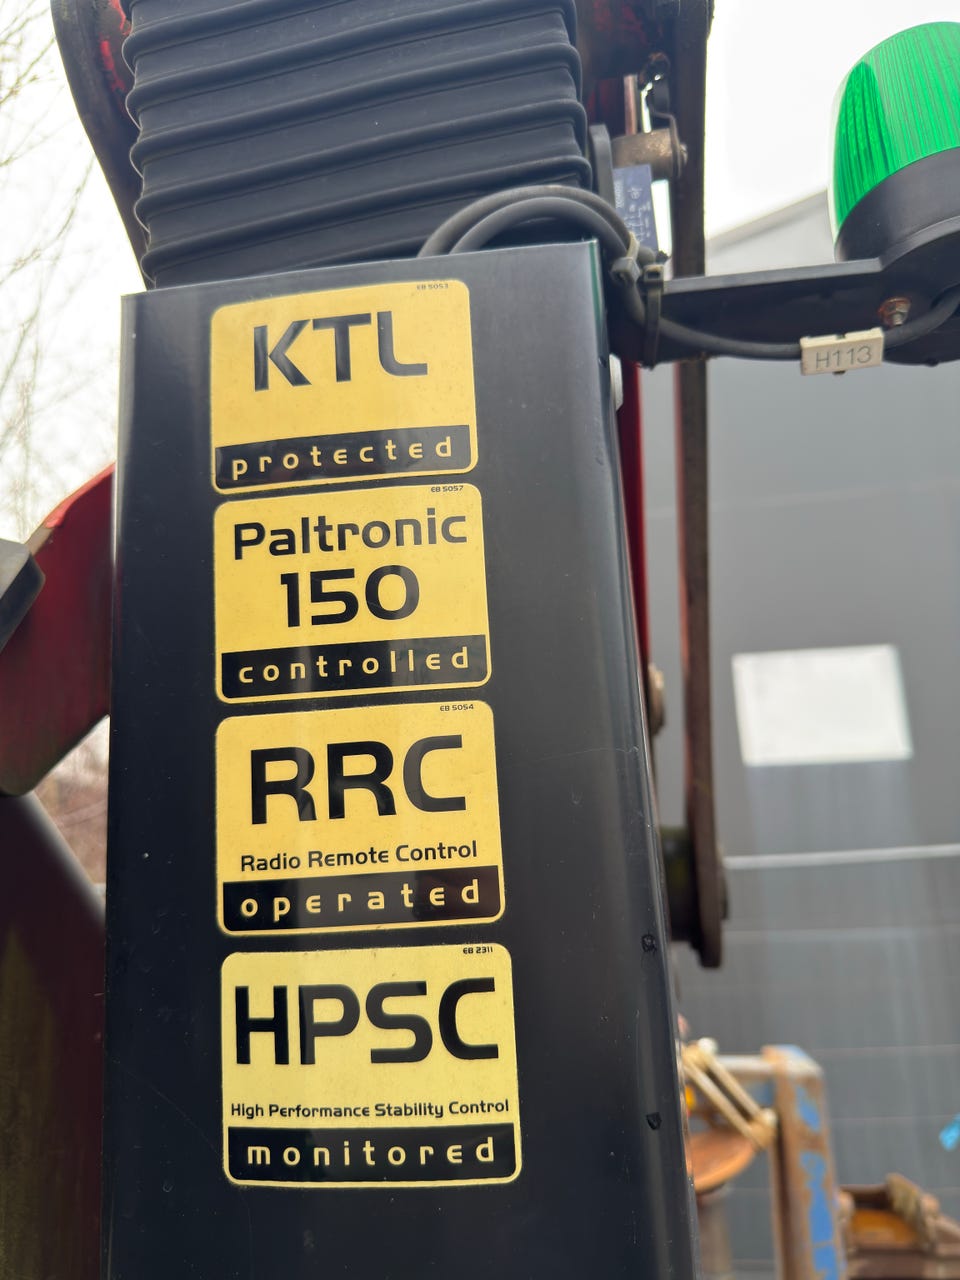 EB 5053
KTL
protected
EB 5057
Paltronic
150
controlled
EB 5054
RRC
Radio Remote Control
operated
EB 2311
HPSC
High Performance Stability Control
monitored
H113